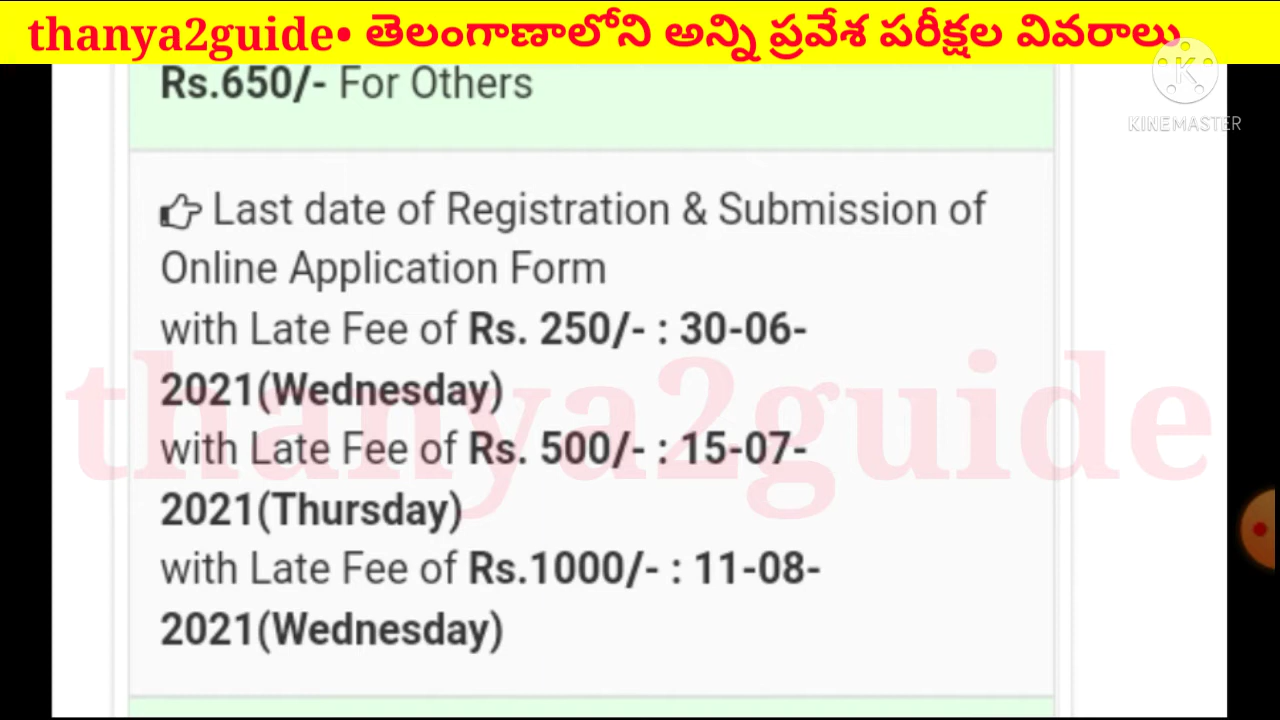 thanya2guide• తెలంగాణాలోని అన్ని ప్రవేశ పరీక్షల వివరాలు
KINEMASTER
Rs.650/- For Others
Last date of Registration & Submission of
Online Application Form
with Late Fee of Rs. 250/- : 30-06-
2021(Wednesday)
with Late Fee of Rs. 500/- : 15-07-
2021(Thursday)
with Late Fee of Rs.1000/- : 11-08-
2021(Wednesday)
thanya2guide